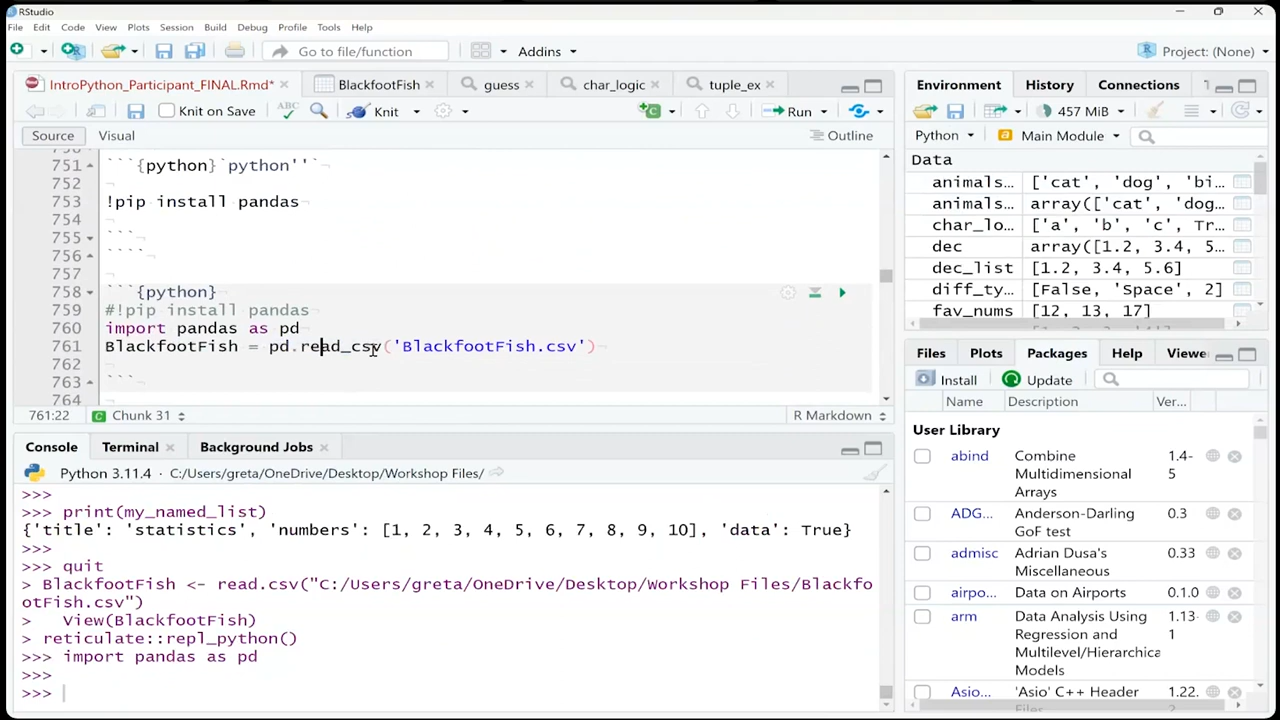 RStudio
File Edit Code View Plots Session Build Debug Profile Tools Help
Go to file/function
Addins
Project: (None)
IntroPython_Participant_FINAL.Rmd*
BlackfootFish
guess
char_logic
tuple_ex
Knit on Save
ABC
Knit
Run
Source Visual
Outline
751 ```{python}`python''`
752
753 !pip install pandas
754
755 ```
756 ````
757
758 ```{python}
759 #!pip install pandas
760 import pandas as pd
761 BlackfootFish = pd.read_csv('BlackfootFish.csv')
762
763 ```
764
761:22 Chunk 31 R Markdown
Console Terminal Background Jobs
Python 3.11.4 · C:/Users/greta/OneDrive/Desktop/Workshop Files/
>>>
>>> print(my_named_list)
{'title': 'statistics', 'numbers': [1, 2, 3, 4, 5, 6, 7, 8, 9, 10], 'data': True}
>>>
>>> quit
> BlackfootFish <- read.csv("C:/Users/greta/OneDrive/Desktop/Workshop Files/Blackfo
otFish.csv")
> View(BlackfootFish)
> reticulate::repl_python()
>>> import pandas as pd
>>>
>>>
Environment History Connections
457 MiB
Python Main Module
Data
animals… ['cat', 'dog', 'bi…
animals… array(['cat', 'dog…
char_lo… ['a', 'b', 'c', Tr…
dec array([1.2, 3.4, 5…
dec_list [1.2, 3.4, 5.6]
diff_ty… [False, 'Space', 2]
fav_nums [12, 13, 17]
Files Plots Packages Help Viewe
Install Update
Name Description Ver…
User Library
abind Combine Multidimensional Arrays 1.4-5
ADG… Anderson-Darling GoF test 0.3
admisc Adrian Dusa's Miscellaneous 0.33
airpo… Data on Airports 0.1.0
arm Data Analysis Using Regression and Multilevel/Hierarchica Models 1.13-1
Asio… 'Asio' C++ Header 1.22.